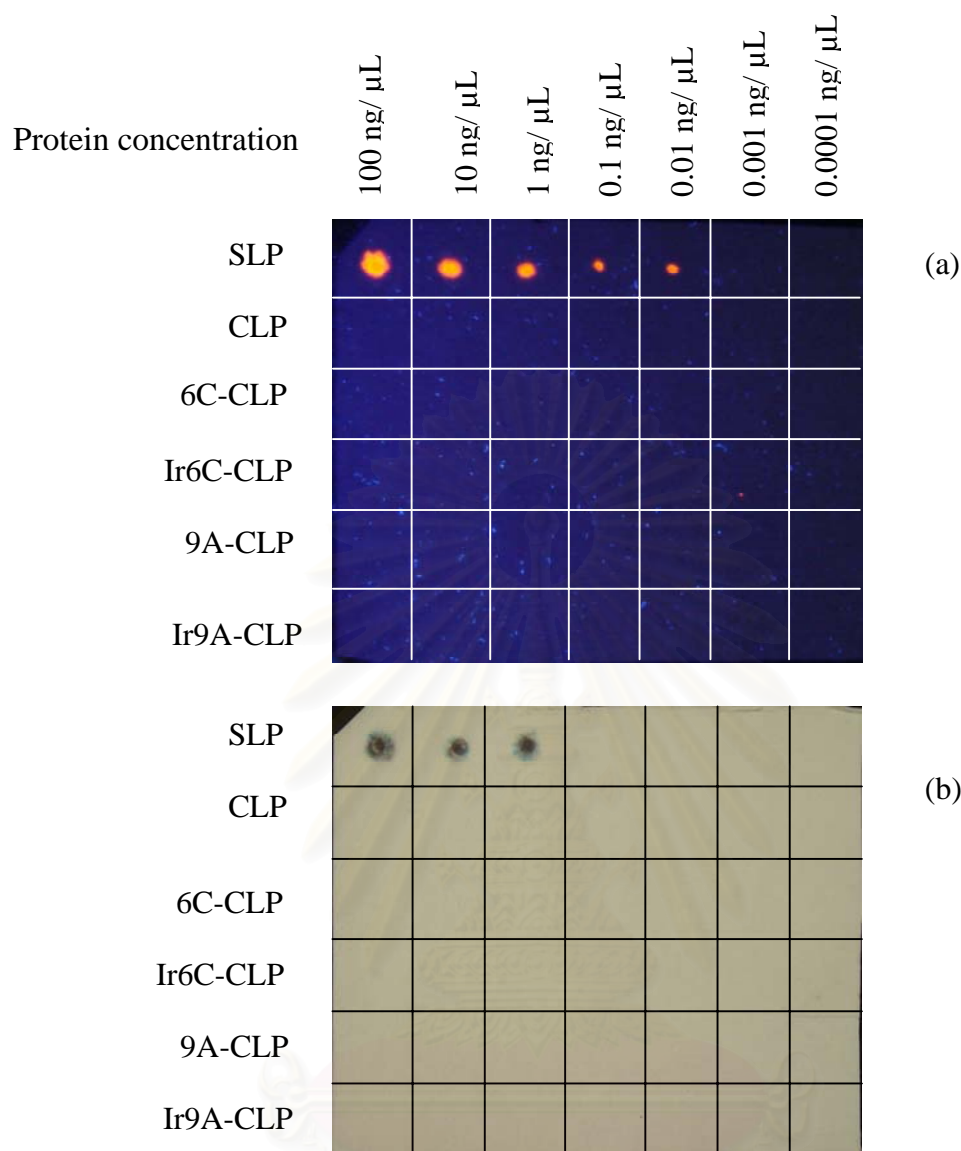 Protein concentration
100 ng/ µL
10 ng/ µL
1 ng/ µL
0.1 ng/ µL
0.01 ng/ µL
0.001 ng/ µL
0.0001 ng/ µL
SLP
(a)
CLP
6C-CLP
Ir6C-CLP
9A-CLP
Ir9A-CLP
SLP
(b)
CLP
6C-CLP
Ir6C-CLP
9A-CLP
Ir9A-CLP